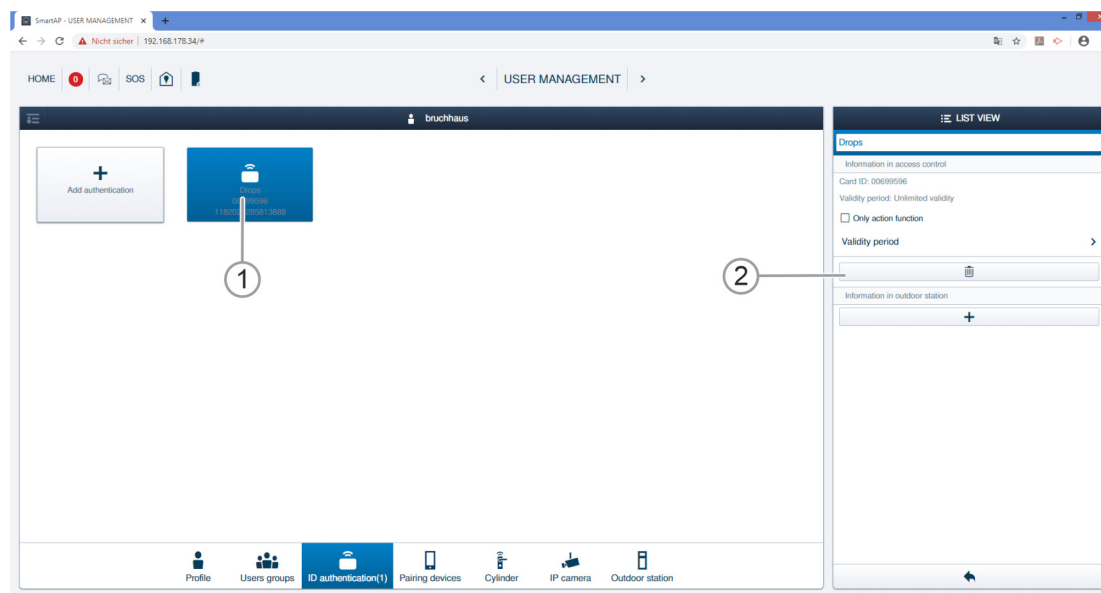 SmartAP - USER MANAGEMENT
Nicht sicher | 192.168.178.34/#
HOME 0 SOS USER MANAGEMENT
bruchhaus
LIST VIEW
Drops
Information in access control
Card ID: 00699596
Validity period: Unlimited validity
Only action function
Validity period
Information in outdoor station
Add authentication
Drops
1
2
Profile
Users groups
ID authentication(1)
Pairing devices
Cylinder
IP camera
Outdoor station